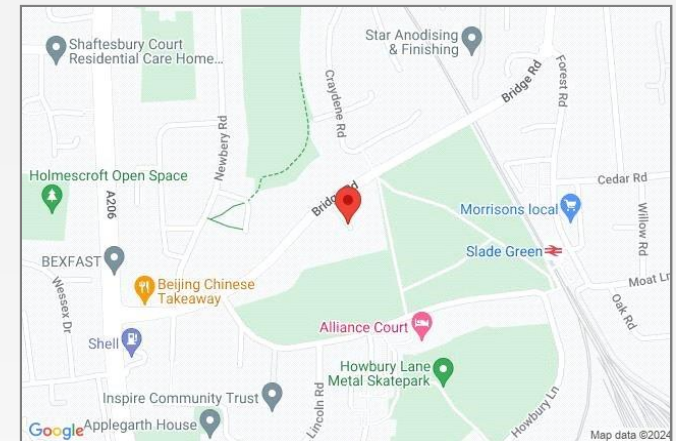 Shaftesbury Court
Residential Care Home...
Star Anodising
& Finishing
Bridge Rd
Forest Rd
Craydene Rd
Newbery Rd
Holmescroft Open Space
A206
Cedar Rd
Bridge Rd
Morrisons local
Willow Rd
Slade Green
BEXFAST
Wessex Dr
Beijing Chinese
Takeaway
Moat Ln
Oak Rd
Alliance Court
Shell
Howbury Lane
Metal Skatepark
Inspire Community Trust
Lincoln Rd
Howbury Ln
Google
Applegarth House
Map data ©2024